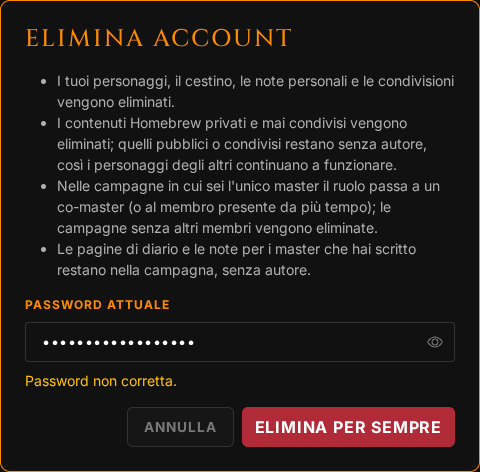 ELIMINA ACCOUNT
• I tuoi personaggi, il cestino, le note personali e le condivisioni
vengono eliminati.
• I contenuti Homebrew privati e mai condivisi vengono
eliminati; quelli pubblici o condivisi restano senza autore,
così i personaggi degli altri continuano a funzionare.
• Nelle campagne in cui sei l'unico master il ruolo passa a un
co-master (o al membro presente da più tempo); le
campagne senza altri membri vengono eliminate.
• Le pagine di diario e le note per i master che hai scritto
restano nella campagna, senza autore.
PASSWORD ATTUALE
••••••••••••••••••
Password non corretta.
ANNULLA ELIMINA PER SEMPRE